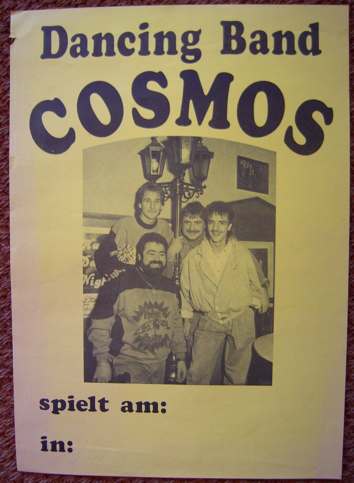 Dancing Band
COSMOS
spielt am:
in: